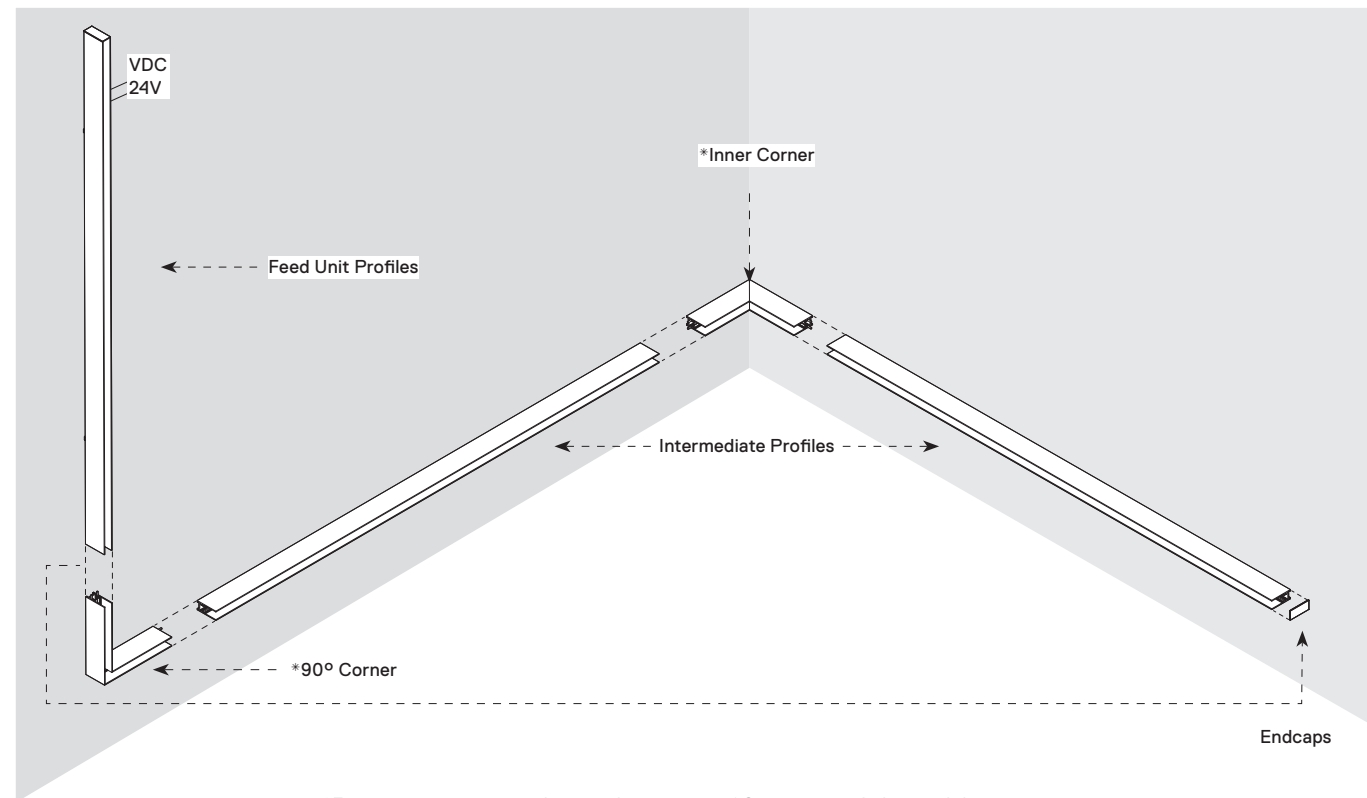 VDC
24V
*Inner Corner
Feed Unit Profiles
Intermediate Profiles
*90° Corner
Endcaps